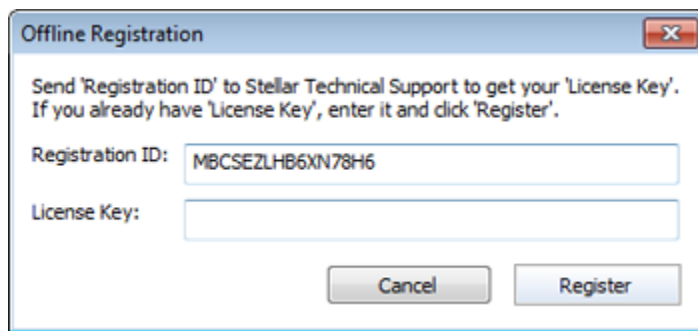 Offline Registration
Send 'Registration ID' to Stellar Technical Support to get your 'License Key'.
If you already have 'License Key', enter it and click 'Register'.
Registration ID: MBCSEZLHB6XN78H6
License Key:
Cancel Register